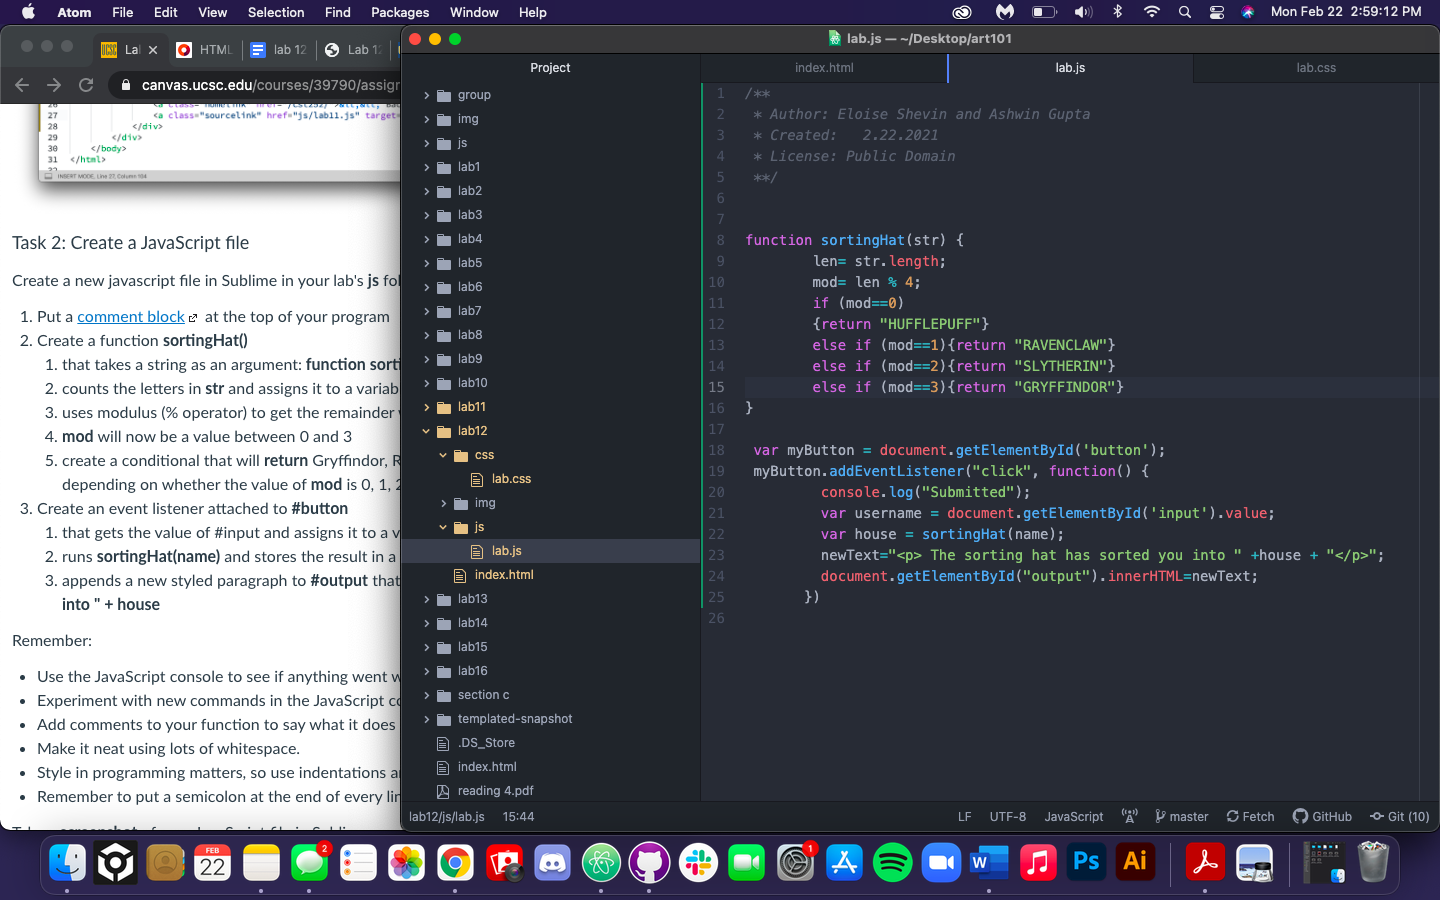 Atom File Edit View Selection Find Packages Window Help Mon Feb 22 2:59:12 PM
La HTML lab 12 Lab 12
canvas.ucsc.edu/courses/39790/assign
27 <a class="sourcelink" href="js/lab11.js" target=
28 </div>
29 </div>
30 </body>
31 </html>
INSERT MODE, Line 27, Column 104
Task 2: Create a JavaScript file
Create a new javascript file in Sublime in your lab's js fol
1. Put a comment block at the top of your program
2. Create a function sortingHat()
1. that takes a string as an argument: function sorti
2. counts the letters in str and assigns it to a variab
3. uses modulus (% operator) to get the remainder
4. mod will now be a value between 0 and 3
5. create a conditional that will return Gryffindor, R
depending on whether the value of mod is 0, 1, 2
3. Create an event listener attached to #button
1. that gets the value of #input and assigns it to a v
2. runs sortingHat(name) and stores the result in a
3. appends a new styled paragraph to #output that
into " + house
Remember:
• Use the JavaScript console to see if anything went w
• Experiment with new commands in the JavaScript co
• Add comments to your function to say what it does
• Make it neat using lots of whitespace.
• Style in programming matters, so use indentations a
• Remember to put a semicolon at the end of every lin
lab.js — ~/Desktop/art101
Project
group
img
js
lab1
lab2
lab3
lab4
lab5
lab6
lab7
lab8
lab9
lab10
lab11
lab12
css
lab.css
img
js
lab.js
index.html
lab13
lab14
lab15
lab16
section c
templated-snapshot
.DS_Store
index.html
reading 4.pdf
index.html lab.js lab.css
1 /**
2 * Author: Eloise Shevin and Ashwin Gupta
3 * Created: 2.22.2021
4 * License: Public Domain
5 **/
6
7
8 function sortingHat(str) {
9 len= str.length;
10 mod= len % 4;
11 if (mod==0)
12 {return "HUFFLEPUFF"}
13 else if (mod==1){return "RAVENCLAW"}
14 else if (mod==2){return "SLYTHERIN"}
15 else if (mod==3){return "GRYFFINDOR"}
16 }
17
18 var myButton = document.getElementById('button');
19 myButton.addEventListener("click", function() {
20 console.log("Submitted");
21 var username = document.getElementById('input').value;
22 var house = sortingHat(name);
23 newText="<p> The sorting hat has sorted you into " +house + "</p>";
24 document.getElementById("output").innerHTML=newText;
25 })
26
lab12/js/lab.js 15:44 LF UTF-8 JavaScript master Fetch GitHub Git (10)
FEB
22
2
1
W
Ps
Ai